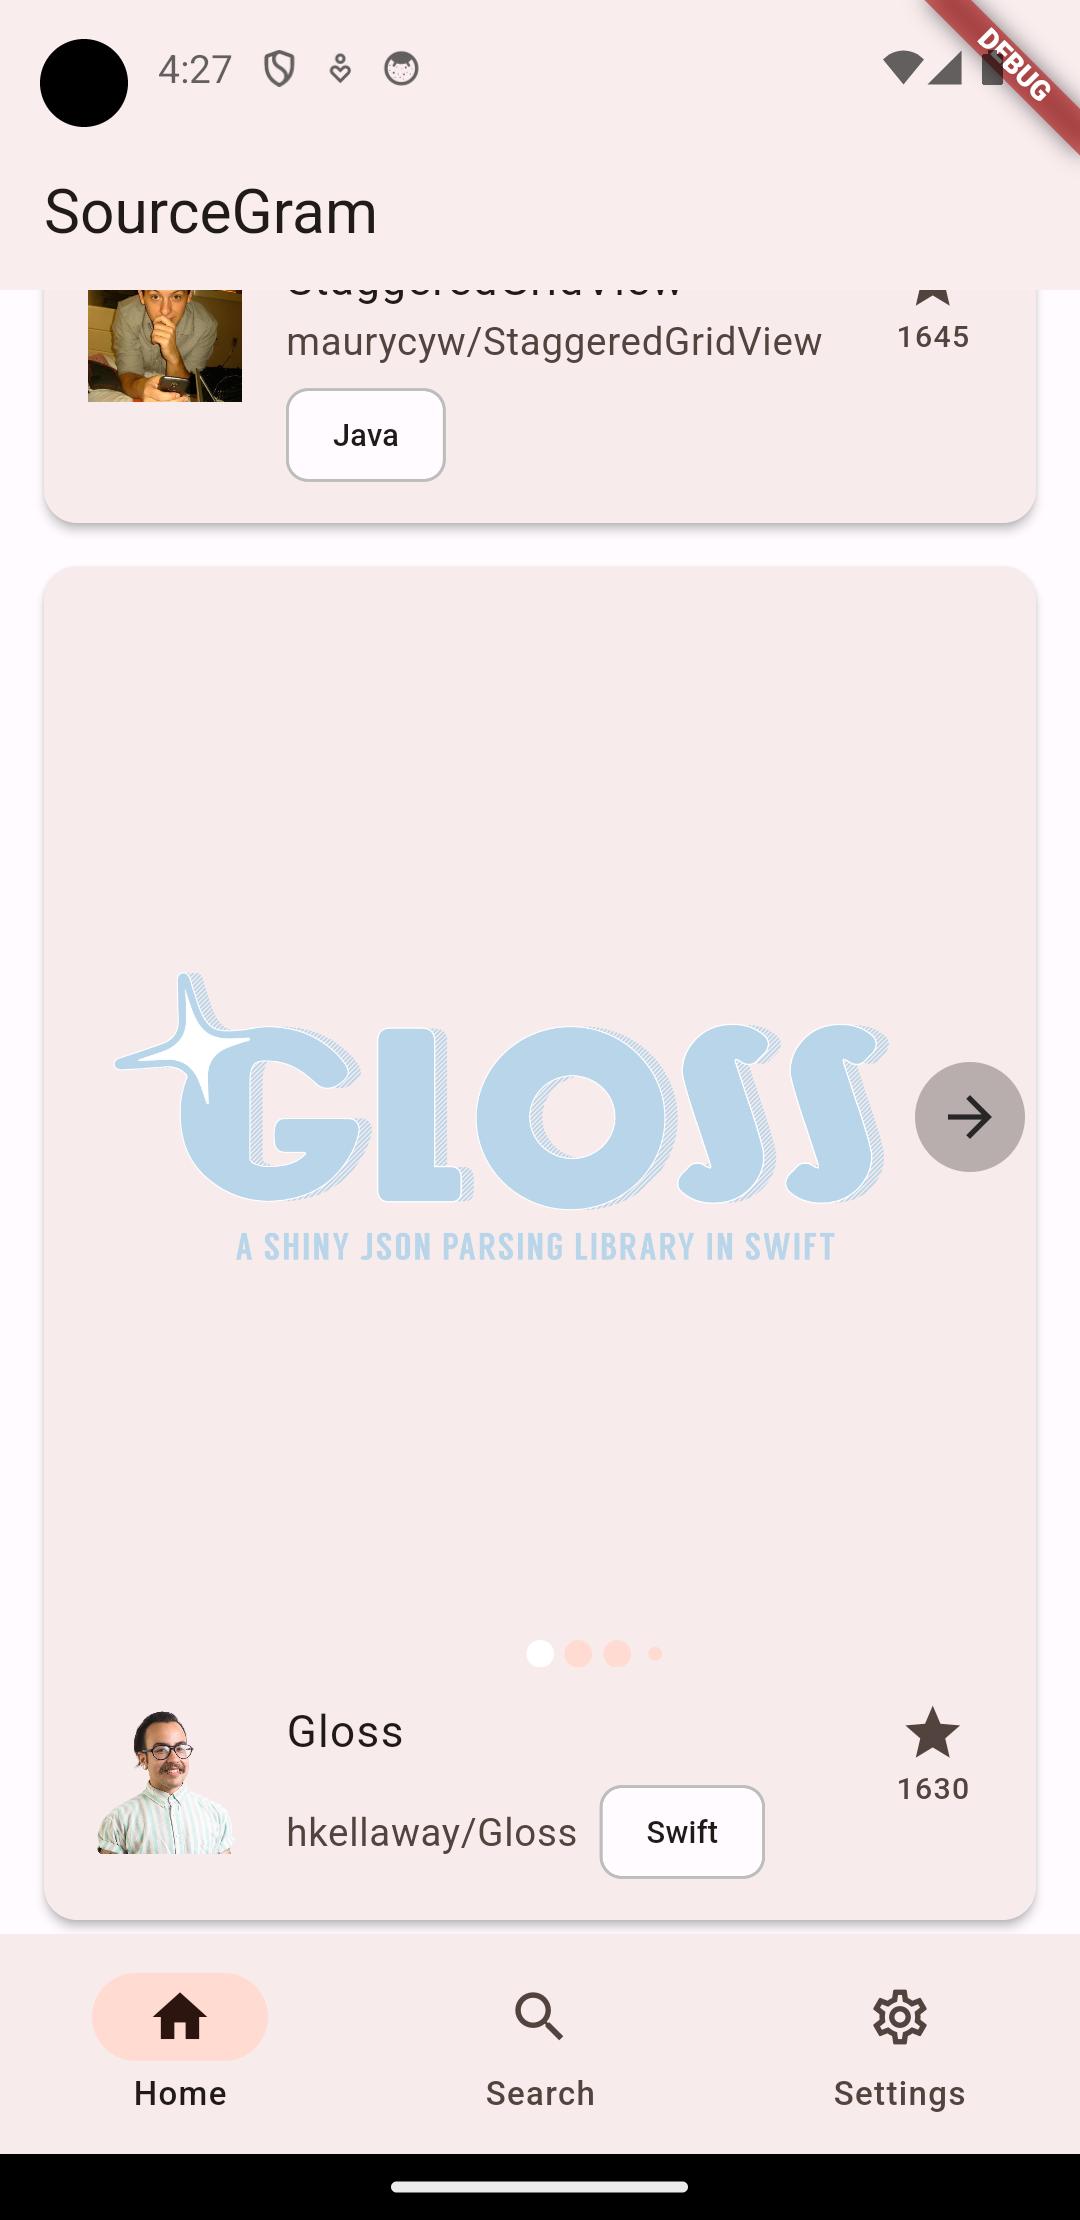 4:27
DEBUG
SourceGram
StaggeredGridView
maurycyw/StaggeredGridView
1645
Java
GLOSS
A SHINY JSON PARSING LIBRARY IN SWIFT
Gloss
1630
hkellaway/Gloss
Swift
Home
Search
Settings